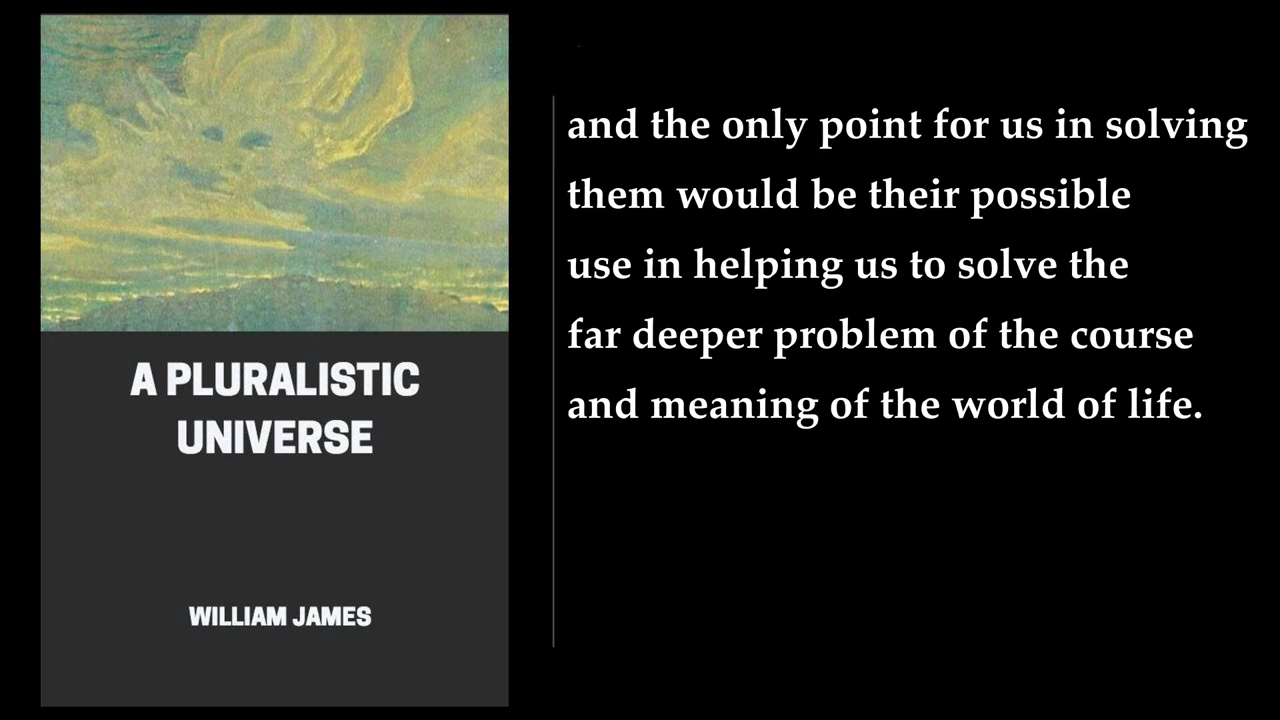 A PLURALISTIC
UNIVERSE
WILLIAM JAMES
and the only point for us in solving
them would be their possible
use in helping us to solve the
far deeper problem of the course
and meaning of the world of life.